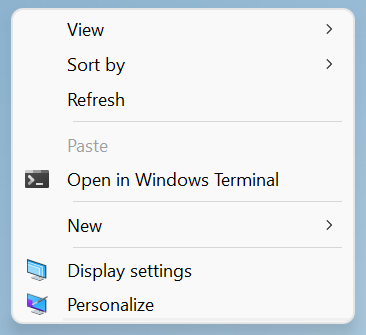 View
Sort by
Refresh
Paste
Open in Windows Terminal
New
Display settings
Personalize